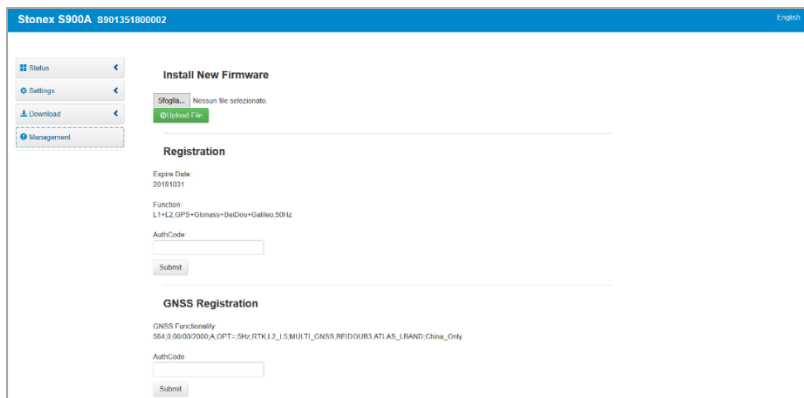 Stonex S900A S901351800002
English
Status
Settings
Download
Management
Install New Firmware
Sfoglia... Nessun file selezionato.
Upload File
Registration
Expire Date:
20181031
Function:
L1+L2,GPS+Glonass+BeiDou+Galileo,50Hz
AuthCode:
Submit
GNSS Registration
GNSS Functionality
564;0;00/00/2000;A;OPT=;5Hz;RTK;L2_L5;MULTI_GNSS;BEIDOUB3;ATLAS_LBAND;China_Only
AuthCode
Submit